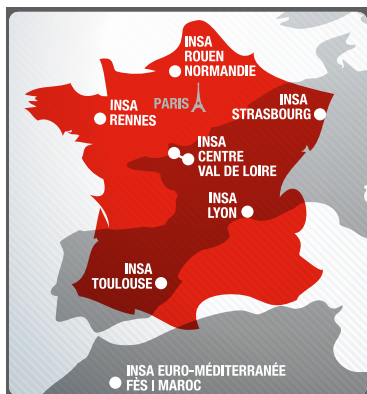 INSA
ROUEN
NORMANDIE
PARIS
INSA
RENNES
INSA
STRASBOURG
INSA
CENTRE
VAL DE LOIRE
INSA
LYON
INSA
TOULOUSE
INSA EURO-MÉDITERRANÉE
FÈS | MAROC